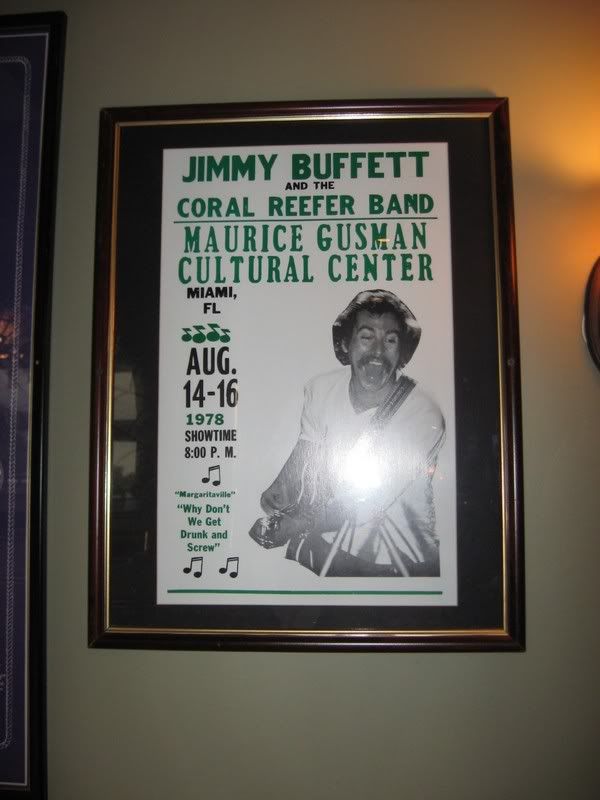 JIMMY BUFFETT
AND THE
CORAL REEFER BAND
MAURICE GUSMAN
CULTURAL CENTER
MIAMI,
FL
AUG.
14-16
1978
SHOWTIME
8:00 P. M.
"Margaritaville"
"Why Don't
We Get
Drunk and
Screw"